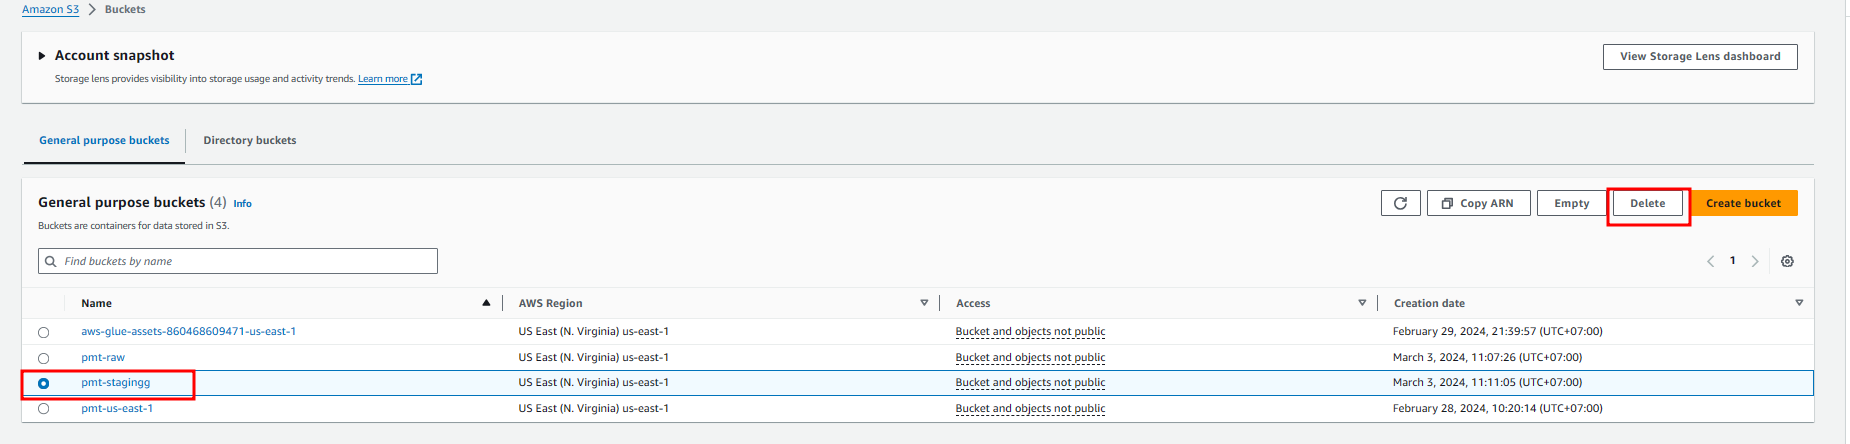 Amazon S3 > Buckets
Account snapshot
View Storage Lens dashboard
Storage lens provides visibility into storage usage and activity trends. Learn more
General purpose buckets Directory buckets
General purpose buckets (4) Info
Copy ARN Empty Delete Create bucket
Buckets are containers for data stored in S3.
Find buckets by name
1
Name AWS Region Access Creation date
aws-glue-assets-860468609471-us-east-1 US East (N. Virginia) us-east-1 Bucket and objects not public February 29, 2024, 21:39:57 (UTC+07:00)
pmt-raw US East (N. Virginia) us-east-1 Bucket and objects not public March 3, 2024, 11:07:26 (UTC+07:00)
pmt-stagingg US East (N. Virginia) us-east-1 Bucket and objects not public March 3, 2024, 11:11:05 (UTC+07:00)
pmt-us-east-1 US East (N. Virginia) us-east-1 Bucket and objects not public February 28, 2024, 10:20:14 (UTC+07:00)